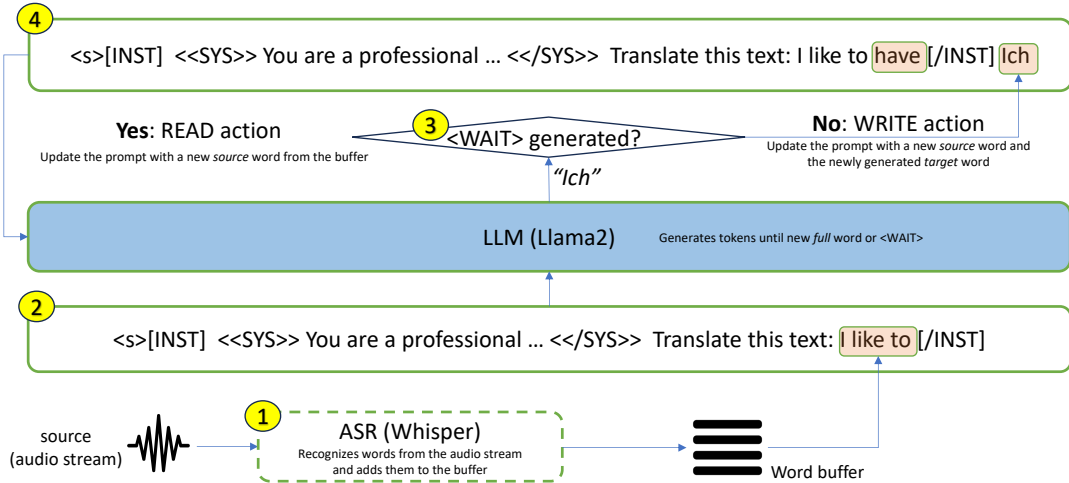 4
<s>[INST] <<SYS>> You are a professional ... <</SYS>> Translate this text: I like to have [/INST] Ich
Yes: READ action
Update the prompt with a new source word from the buffer
3
<WAIT> generated?
No: WRITE action
Update the prompt with a new source word and
the newly generated target word
“Ich”
LLM (Llama2)
Generates tokens until new full word or <WAIT>
2
<s>[INST] <<SYS>> You are a professional ... <</SYS>> Translate this text: I like to [/INST]
1
source
(audio stream)
ASR (Whisper)
Recognizes words from the audio stream
and adds them to the buffer
Word buffer